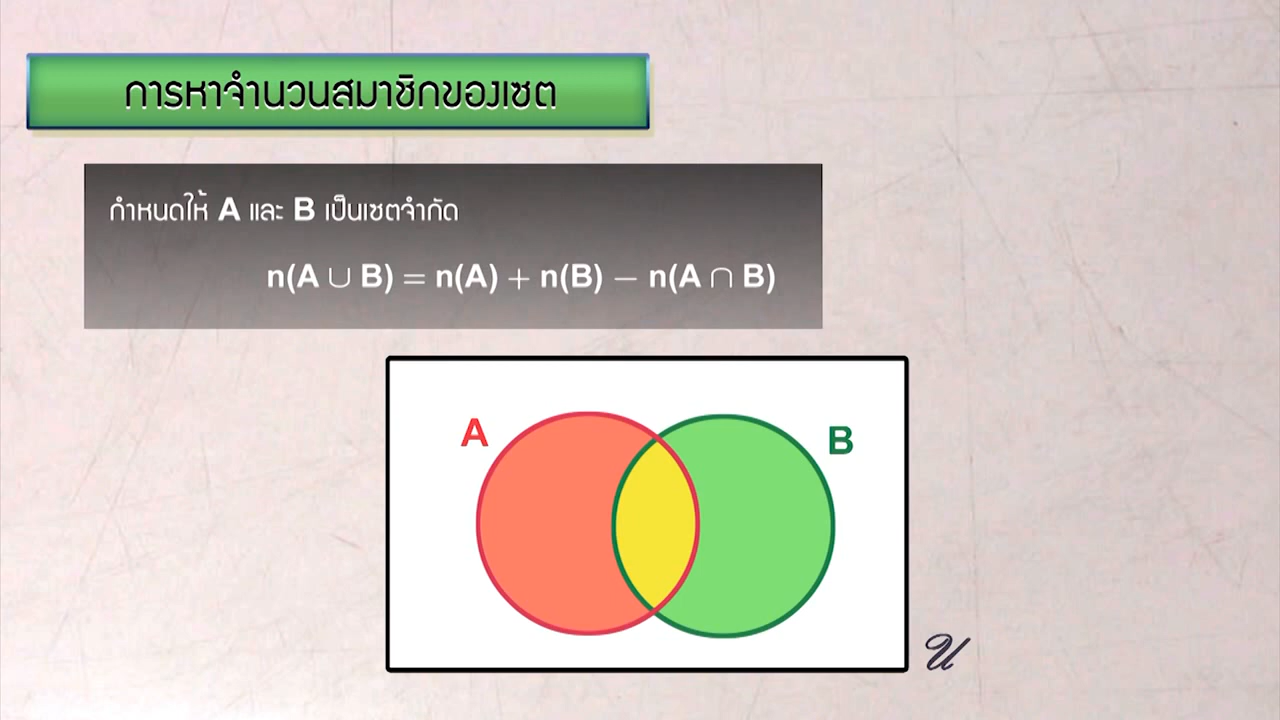 การหาจำนวนสมาชิกของเซต
กำหนดให้ A และ B เป็นเซตจำกัด
n(A ∪ B) = n(A) + n(B) − n(A ∩ B)
A
B
𝒰